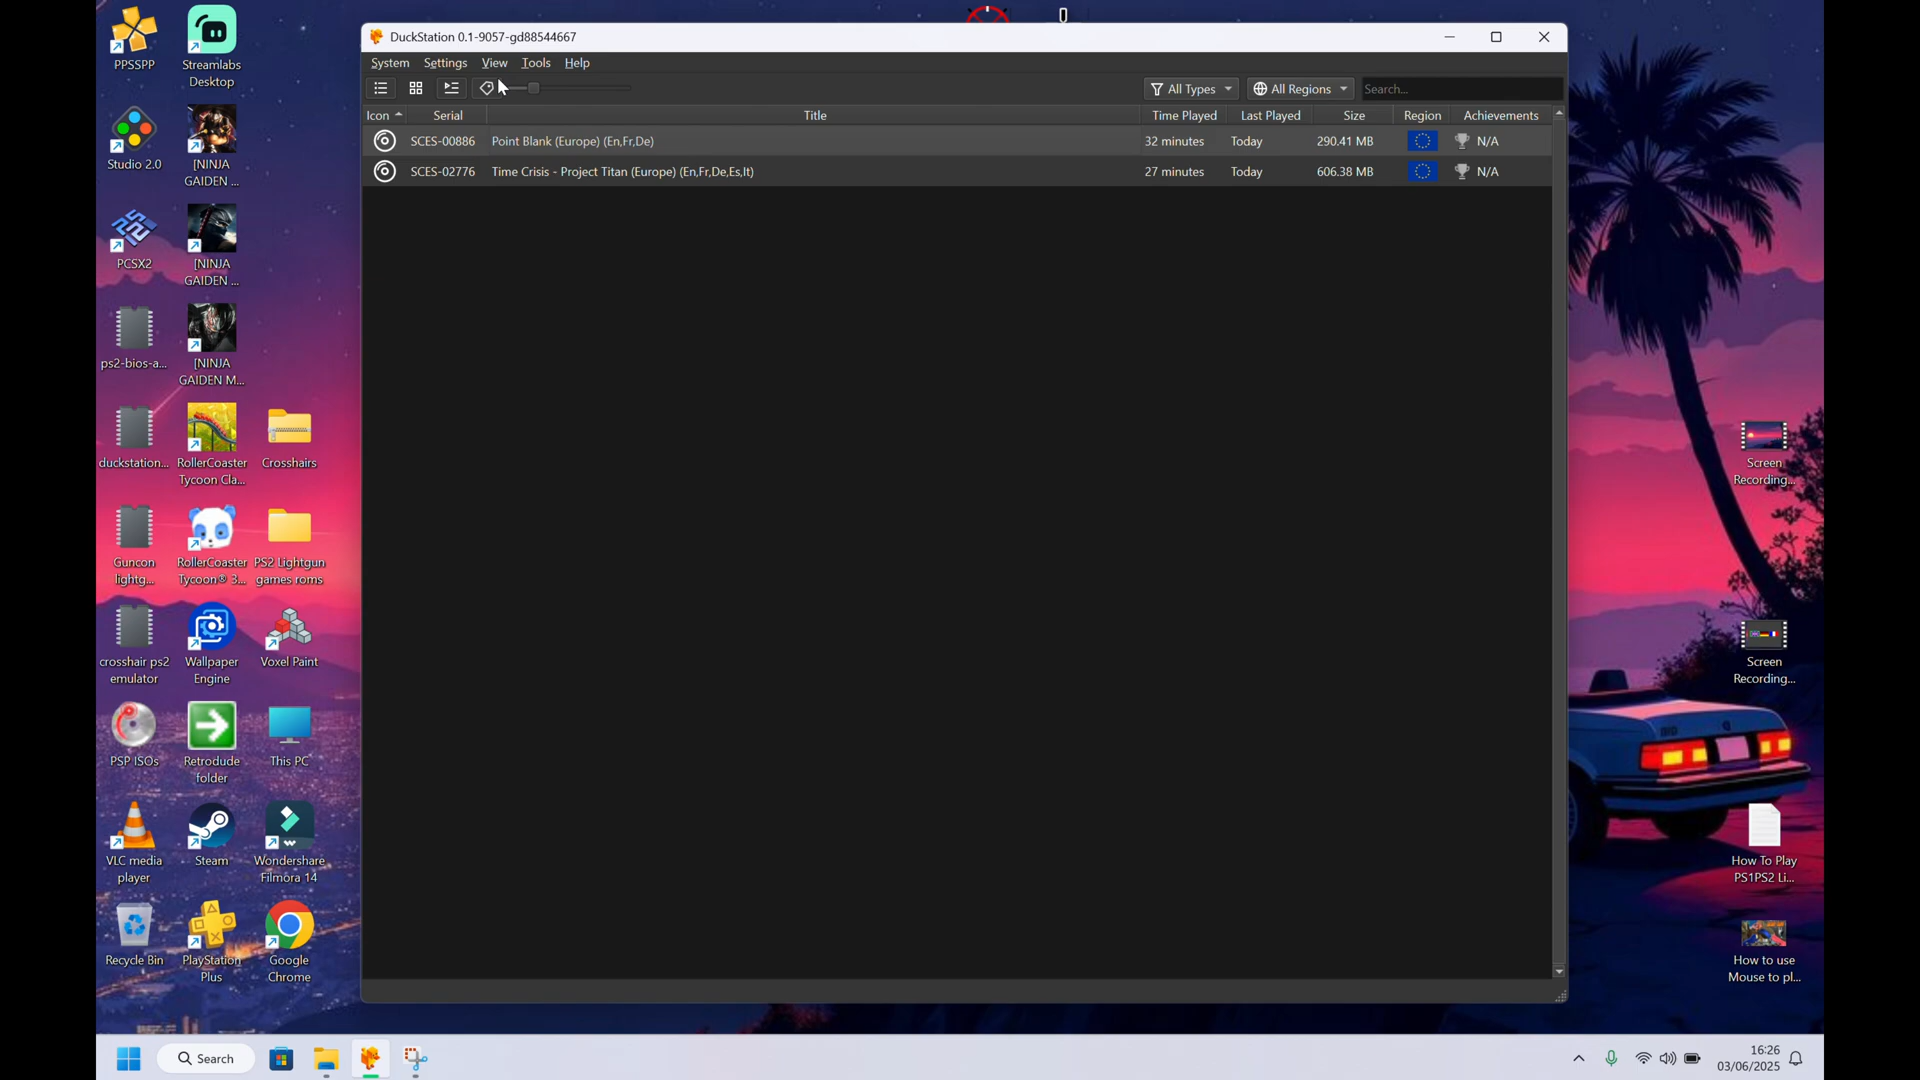 DuckStation 0.1-9057-gd88544667
System Settings View Tools Help
All Types All Regions Search...
Icon Serial Title Time Played Last Played Size Region Achievements
SCES-00886 Point Blank (Europe) (En,Fr,De) 32 minutes Today 290.41 MB N/A
SCES-02776 Time Crisis - Project Titan (Europe) (En,Fr,De,Es,It) 27 minutes Today 606.38 MB N/A
0
PPSSPP
Streamlabs
Desktop
Studio 2.0
[NINJA
GAIDEN ...
PCSX2
[NINJA
GAIDEN ...
ps2-bios-a...
[NINJA
GAIDEN M...
duckstation...
RollerCoaster
Tycoon Cla...
Crosshairs
Guncon
lightg...
RollerCoaster
Tycoon® 3...
PS2 Lightgun
games roms
crosshair ps2
emulator
Wallpaper
Engine
Voxel Paint
PSP ISOs
Retrodude
folder
This PC
VLC media
player
Steam
Wondershare
Filmora 14
Recycle Bin
PlayStation
Plus
Google
Chrome
Screen
Recording...
Screen
Recording...
How To Play
PS1PS2 Li...
How to use
Mouse to pl...
Search
16:26
03/06/2025